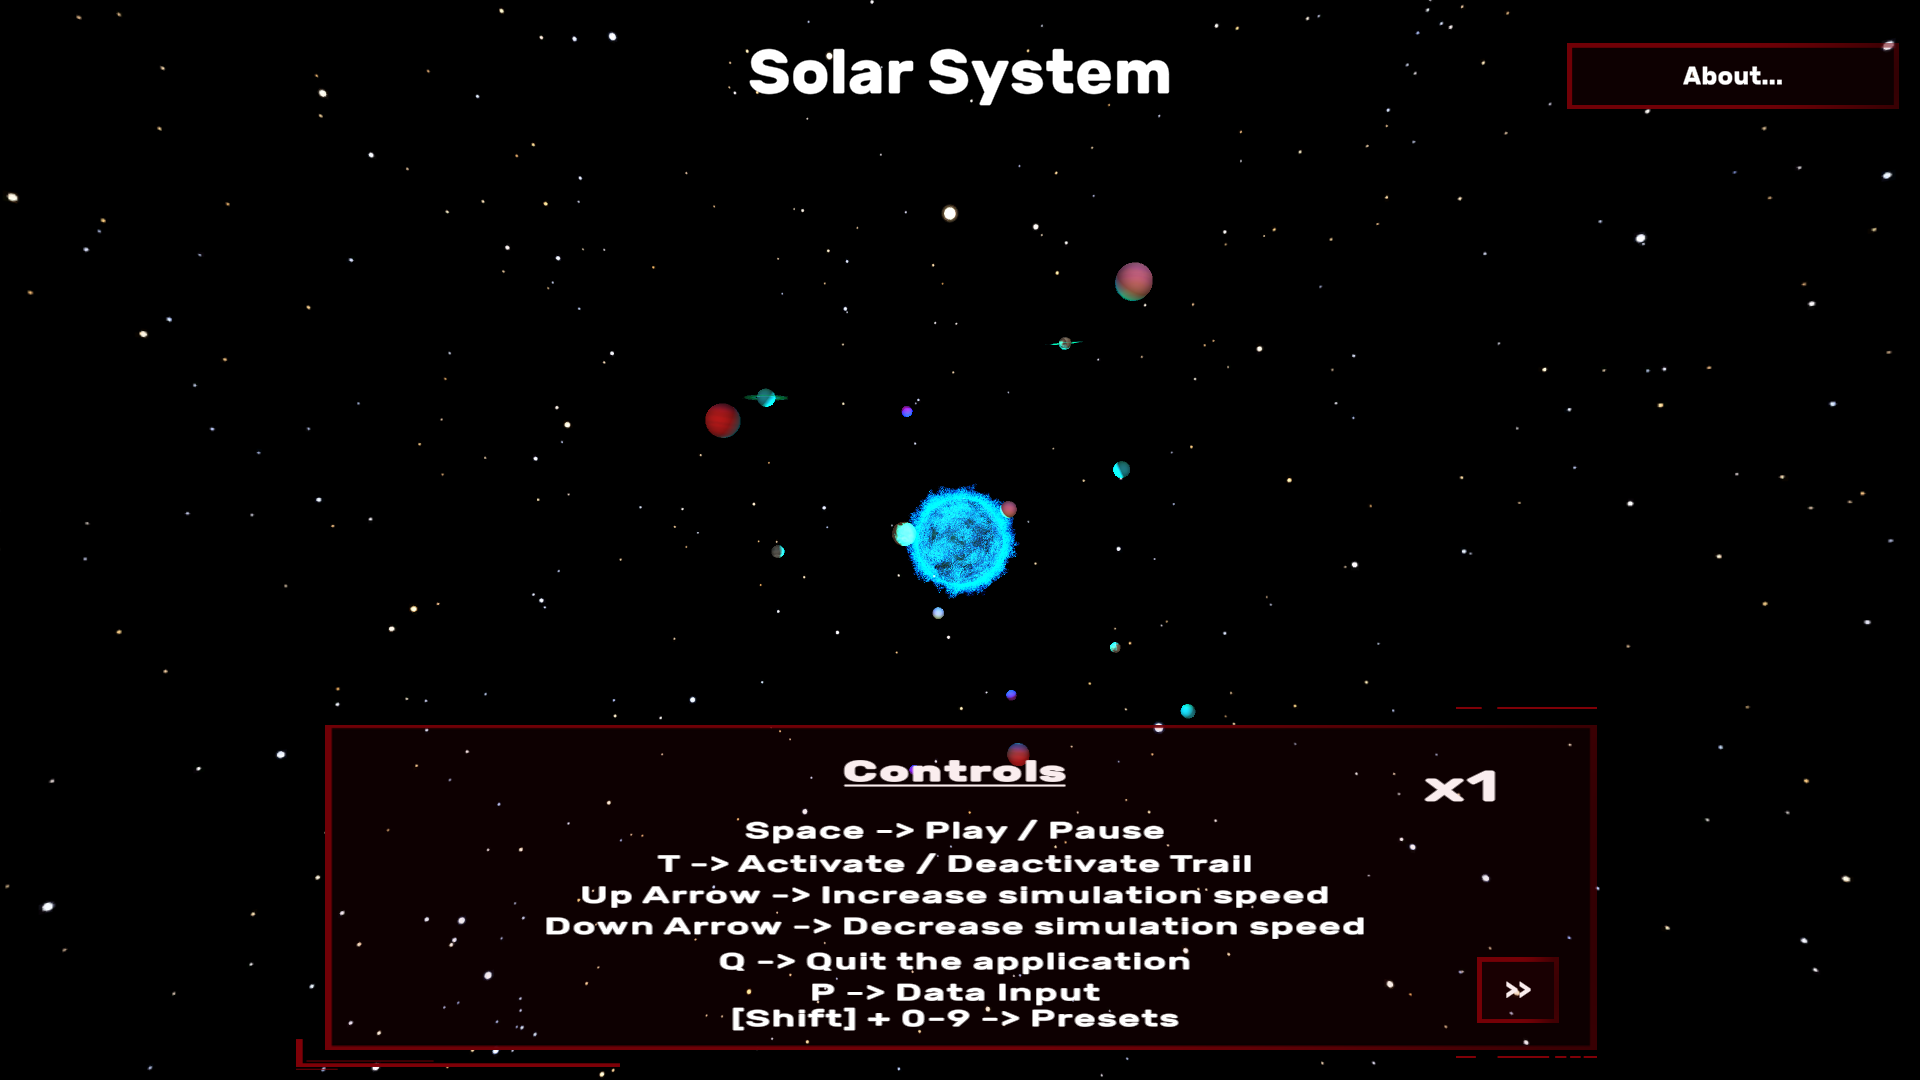 Solar System
About...
Controls
x1
Space -> Play / Pause
T -> Activate / Deactivate Trail
Up Arrow -> Increase simulation speed
Down Arrow -> Decrease simulation speed
Q -> Quit the application
P -> Data Input
»
[Shift] + 0-9 -> Presets